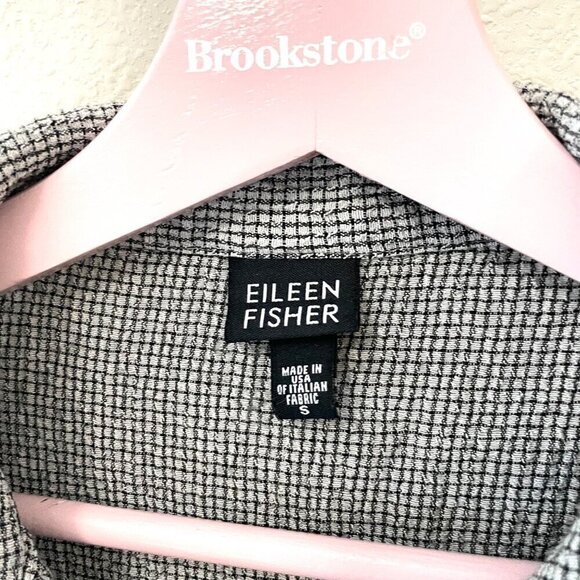 Brookstone®
EILEEN
FISHER
MADE IN
USA
OF ITALIAN
FABRIC
S